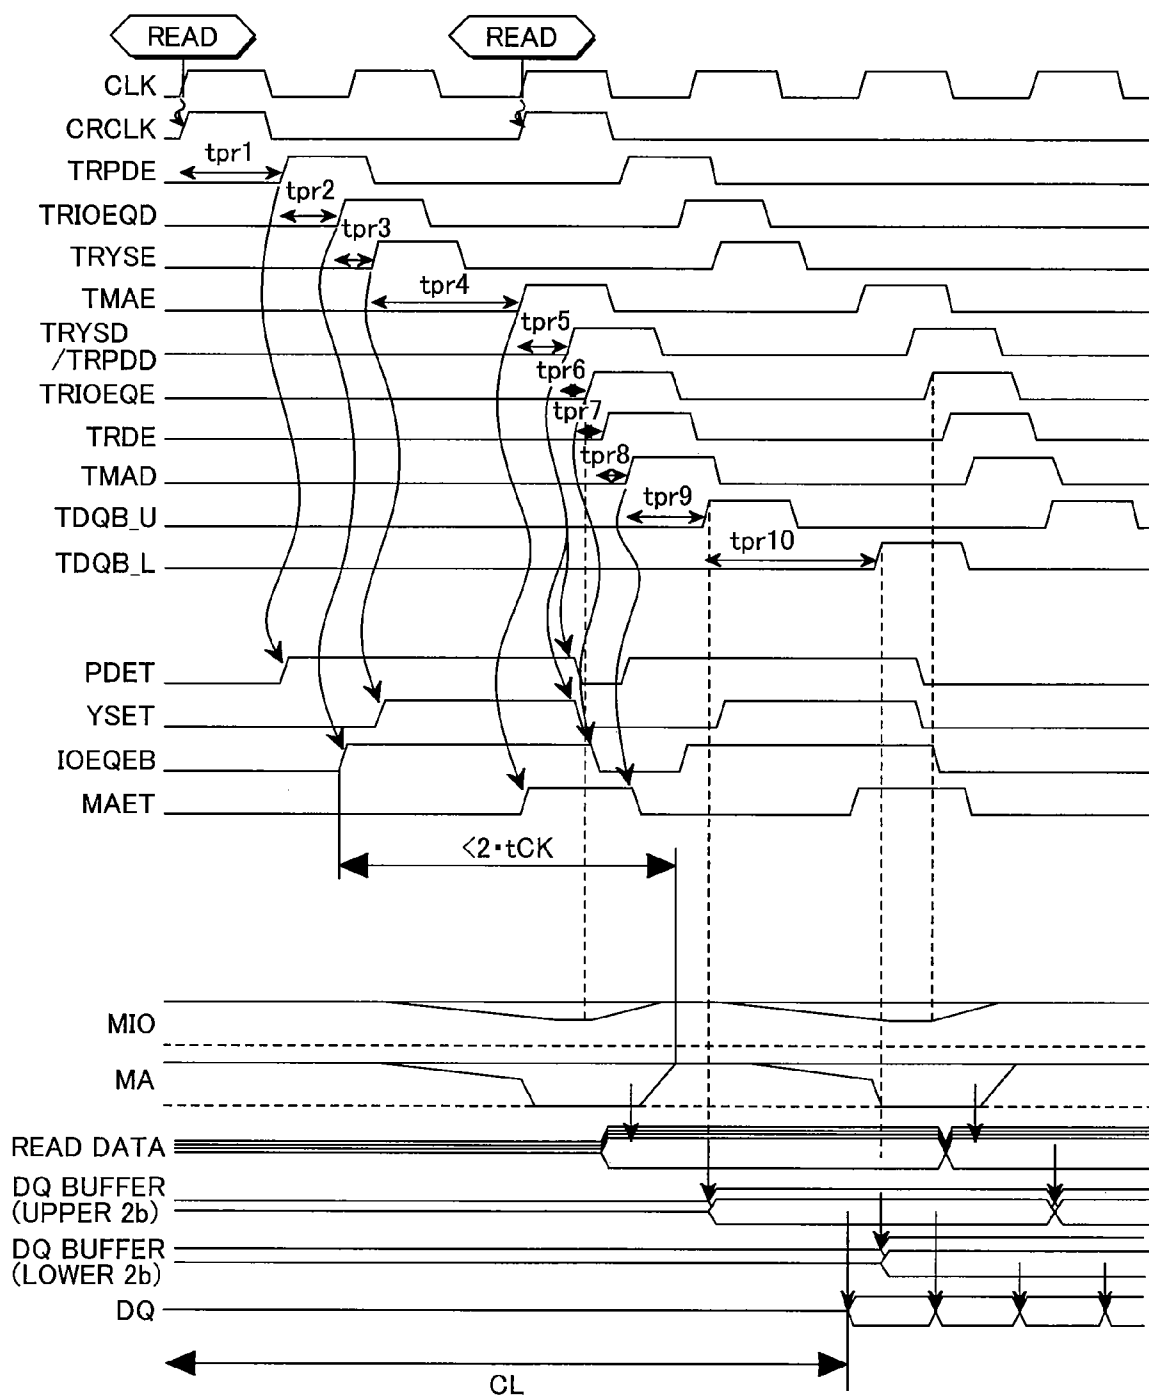 READ READ
CLK
CRCLK
tpr1
TRPDE
tpr2
TRIOEQD
tpr3
TRYSE
tpr4
TMAE
tpr5
TRYSD
/TRPDD
tpr6
TRIOEQE
tpr7
TRDE
tpr8
TMAD
tpr9
TDQB_U
tpr10
TDQB_L
PDET
YSET
IOEQEB
MAET
<2·tCK
MIO
MA
READ DATA
DQ BUFFER
(UPPER 2b)
DQ BUFFER
(LOWER 2b)
DQ
CL